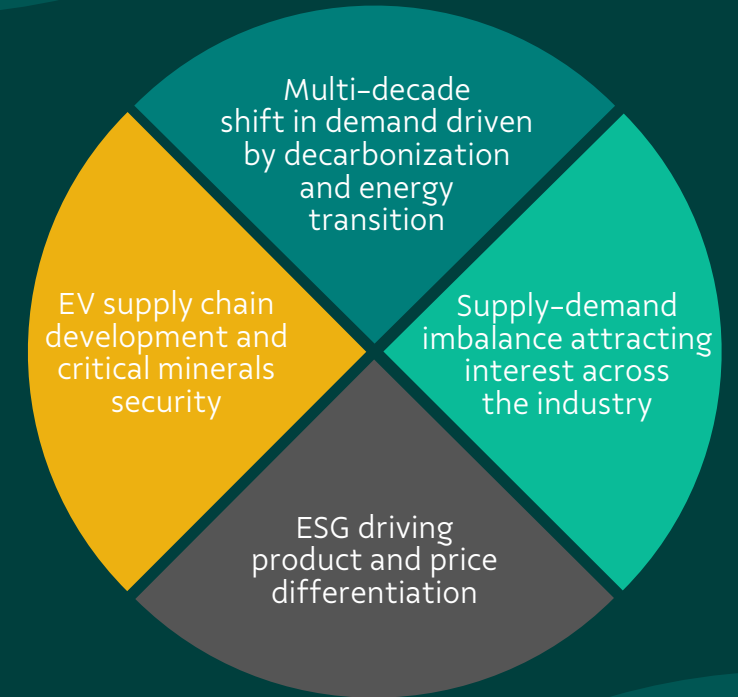 Multi-decade
shift in demand driven
by decarbonization
and energy
transition
EV supply chain
development and
critical minerals
security
Supply-demand
imbalance attracting
interest across
the industry
ESG driving
product and price
differentiation